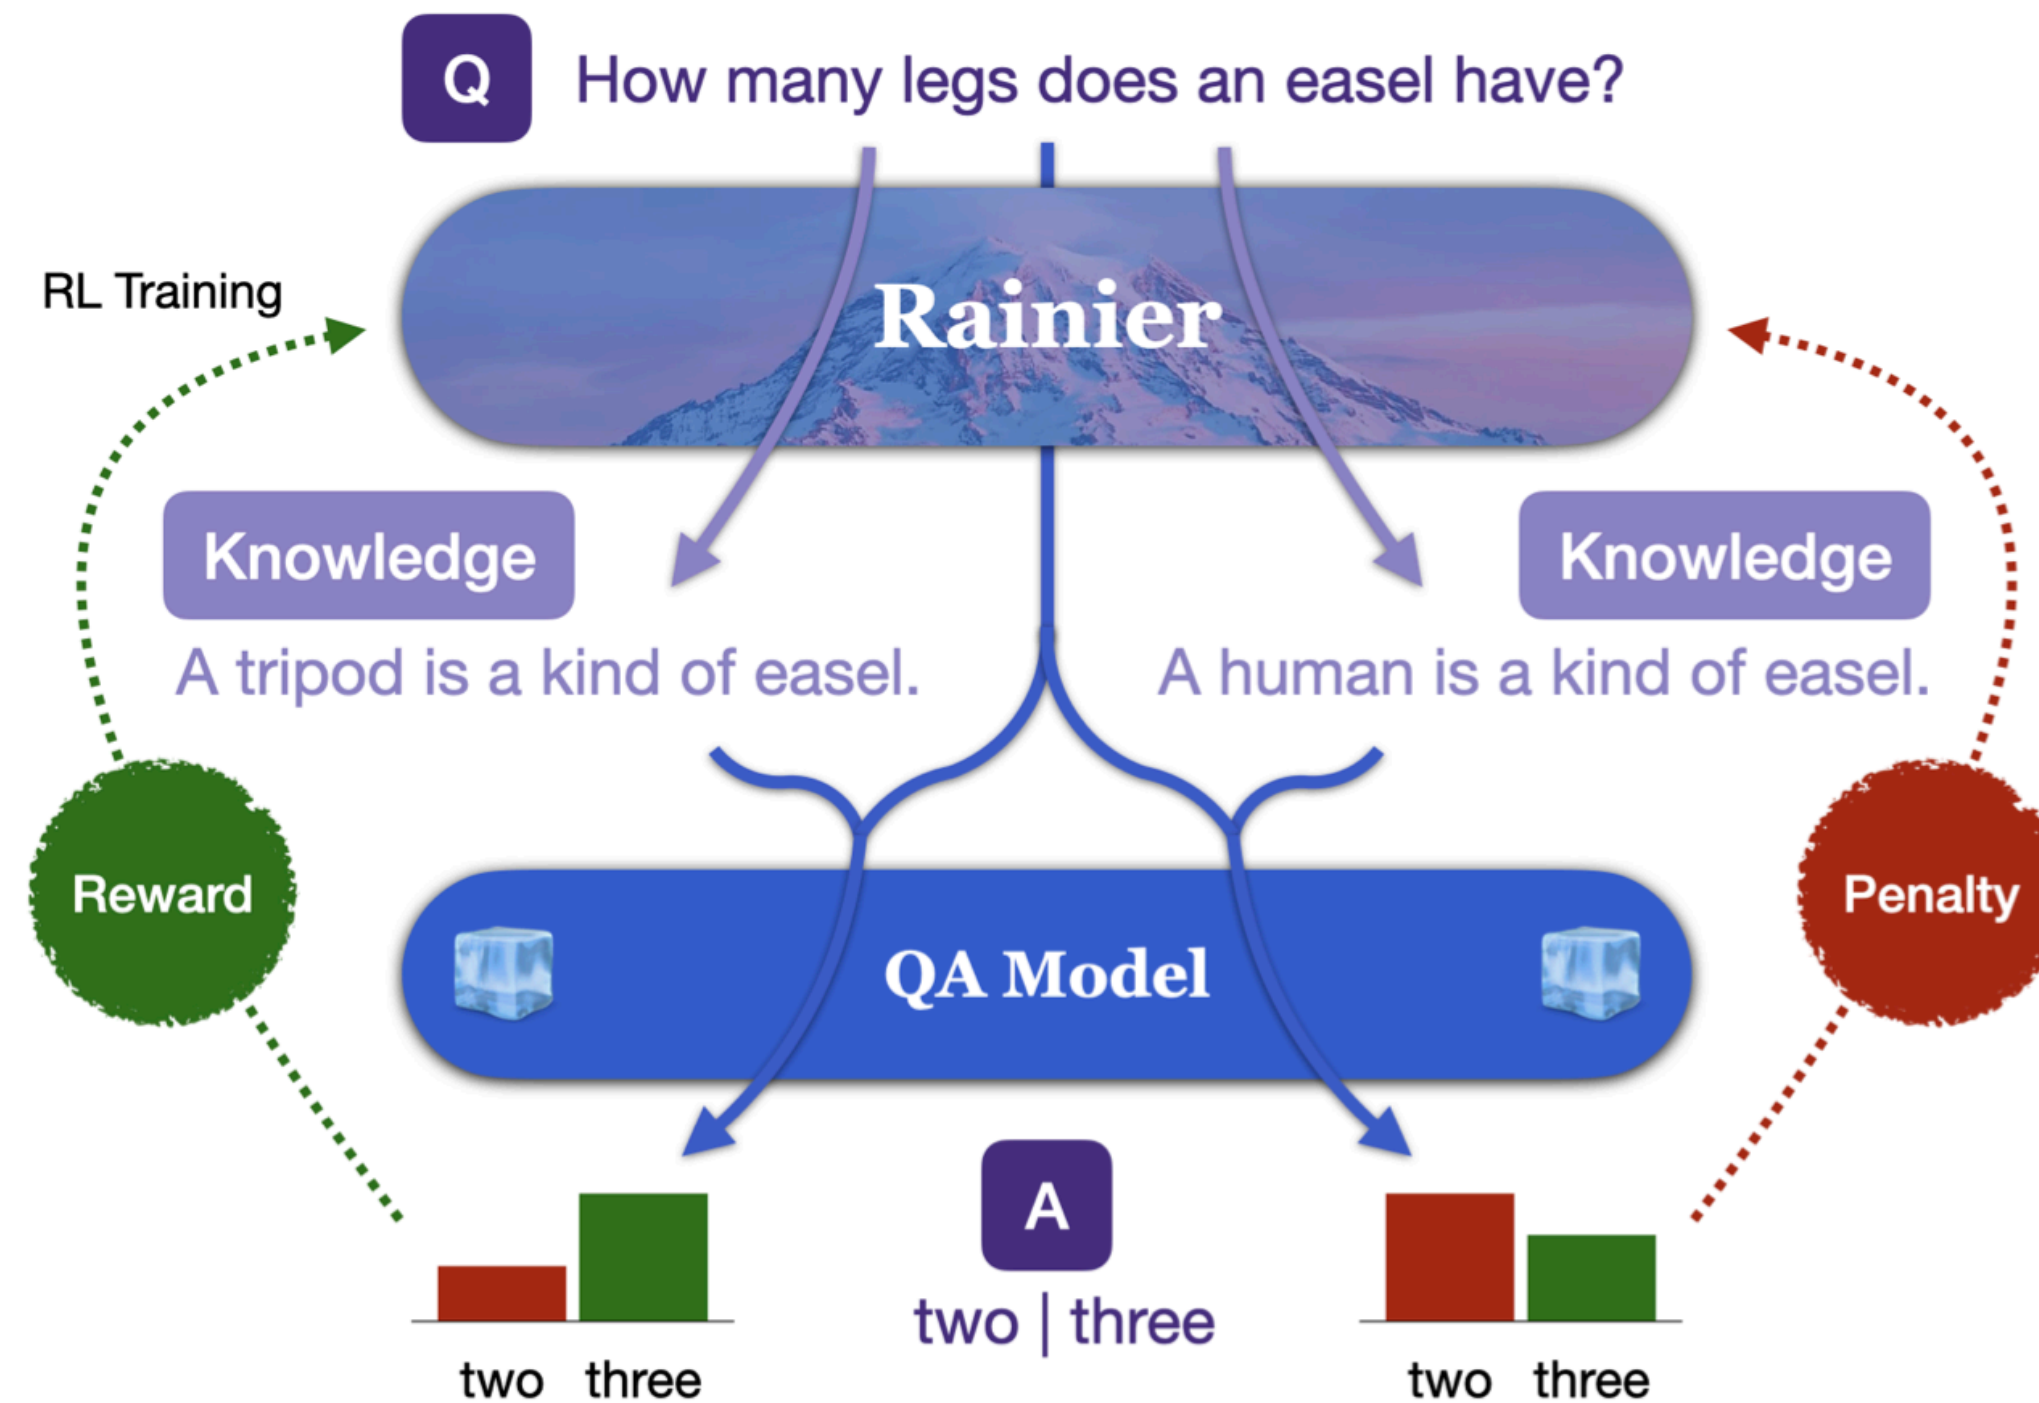 Q How many legs does an easel have?
RL Training
Rainier
Knowledge
A tripod is a kind of easel.
Knowledge
A human is a kind of easel.
Reward
QA Model
Penalty
A
two | three
two three
two three